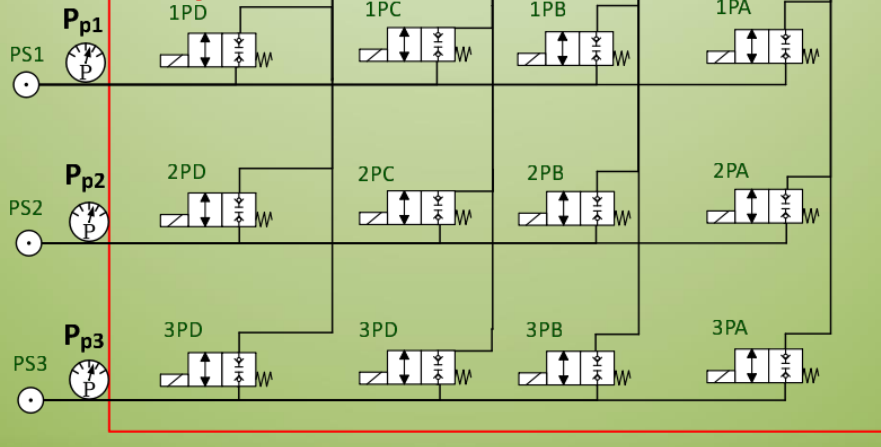 1PD 1PC 1PB 1PA
Pp1
PS1
P
2PD 2PC 2PB 2PA
Pp2
PS2
P
3PD 3PD 3PB 3PA
Pp3
PS3
P